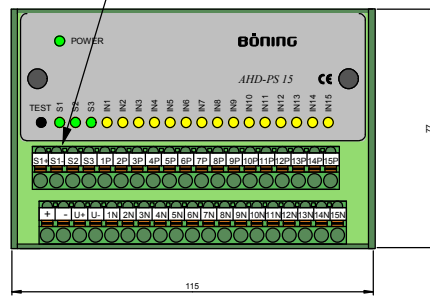 POWER
BÖNING
AHD-PS 15
CE
TEST S1 S2 S3 IN1 IN2 IN3 IN4 IN5 IN6 IN7 IN8 IN9 IN10 IN11 IN12 IN13 IN14 IN15
S1+ S1- S2 S3 1P 2P 3P 4P 5P 6P 7P 8P 9P 10P 11P 12P 13P 14P 15P
+ - U+ U- 1N 2N 3N 4N 5N 6N 7N 8N 9N 10N 11N 12N 13N 14N 15N
115